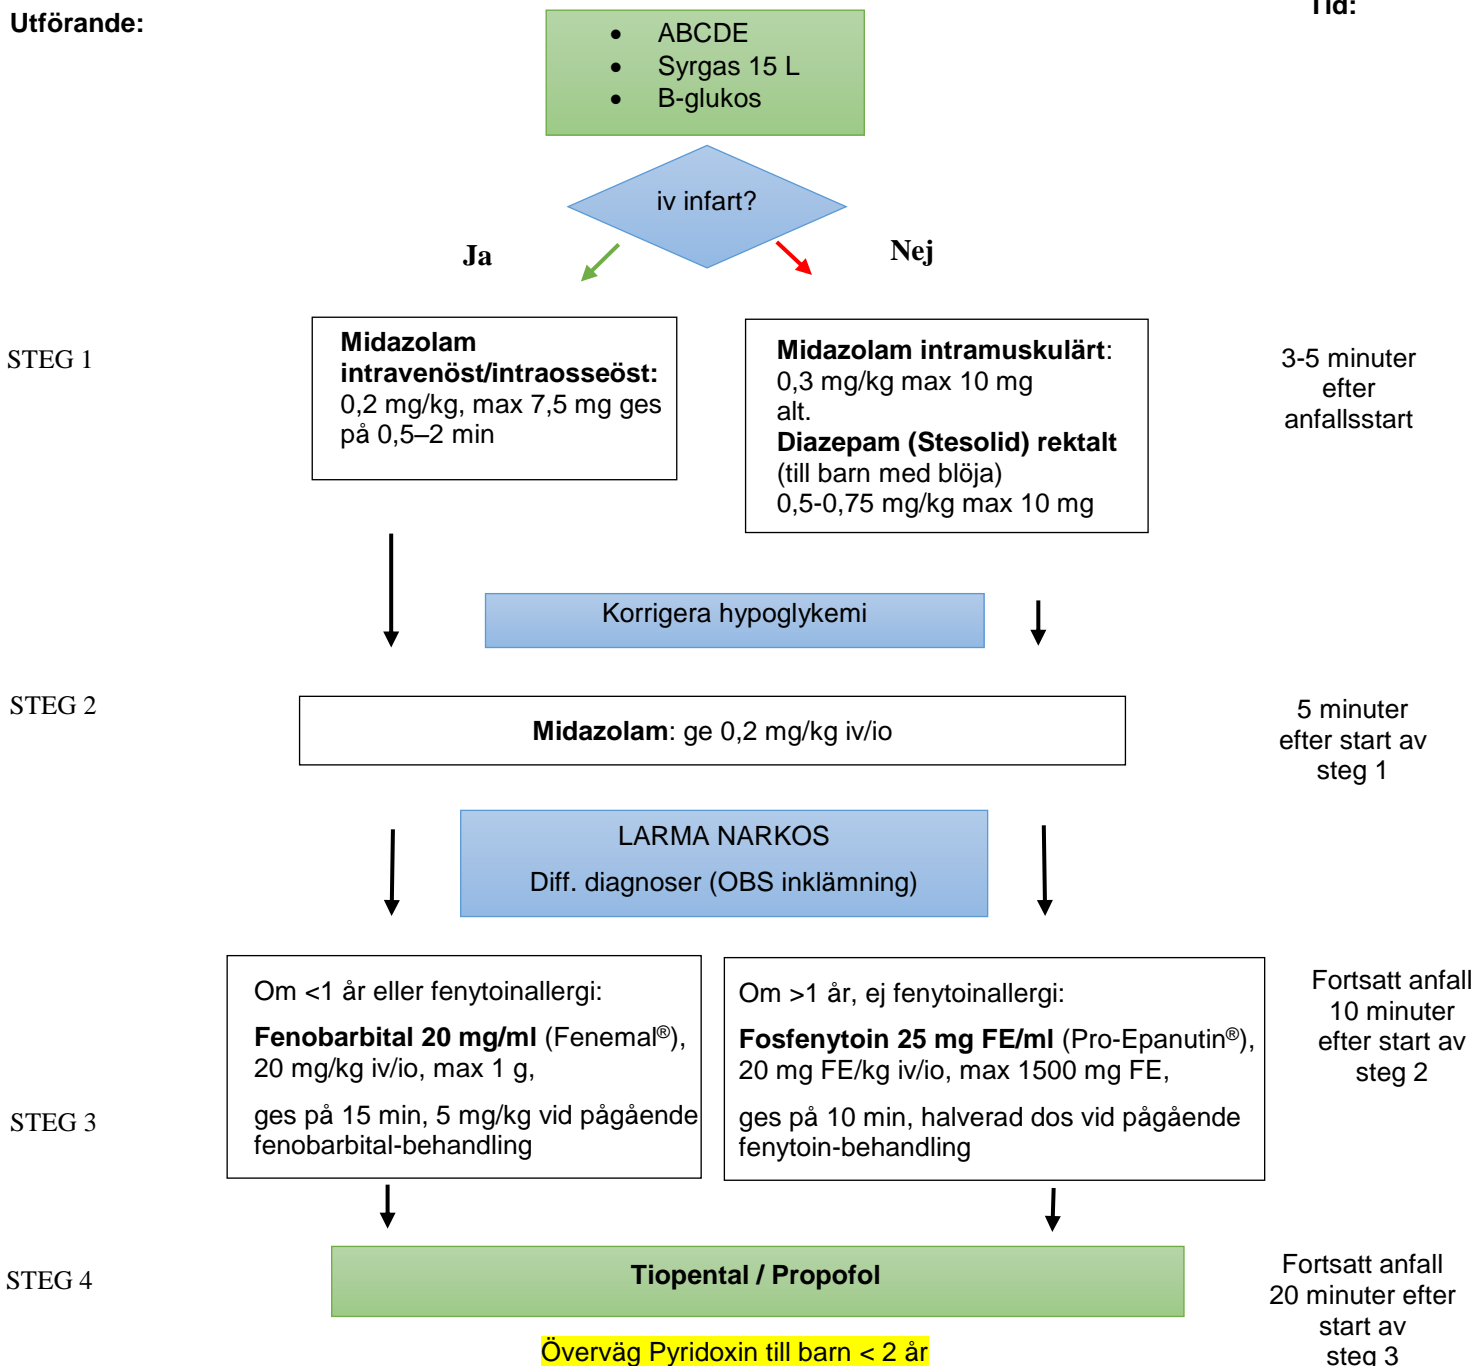 Utförande:
Tid:
• ABCDE
• Syrgas 15 L
• B-glukos
iv infart?
Ja
Nej
STEG 1
Midazolam
intravenöst/intraosseöst:
0,2 mg/kg, max 7,5 mg ges
på 0,5–2 min
Midazolam intramuskulärt:
0,3 mg/kg max 10 mg
alt.
Diazepam (Stesolid) rektalt
(till barn med blöja)
0,5-0,75 mg/kg max 10 mg
3-5 minuter
efter
anfallsstart
Korrigera hypoglykemi
STEG 2
Midazolam: ge 0,2 mg/kg iv/io
5 minuter
efter start av
steg 1
LARMA NARKOS
Diff. diagnoser (OBS inklämning)
STEG 3
Om <1 år eller fenytoinallergi:
Fenobarbital 20 mg/ml (Fenemal®),
20 mg/kg iv/io, max 1 g,
ges på 15 min, 5 mg/kg vid pågående
fenobarbital-behandling
Om >1 år, ej fenytoinallergi:
Fosfenytoin 25 mg FE/ml (Pro-Epanutin®),
20 mg FE/kg iv/io, max 1500 mg FE,
ges på 10 min, halverad dos vid pågående
fenytoin-behandling
Fortsatt anfall
10 minuter
efter start av
steg 2
STEG 4
Tiopental / Propofol
Fortsatt anfall
20 minuter efter
start av
steg 3
Överväg Pyridoxin till barn < 2 år